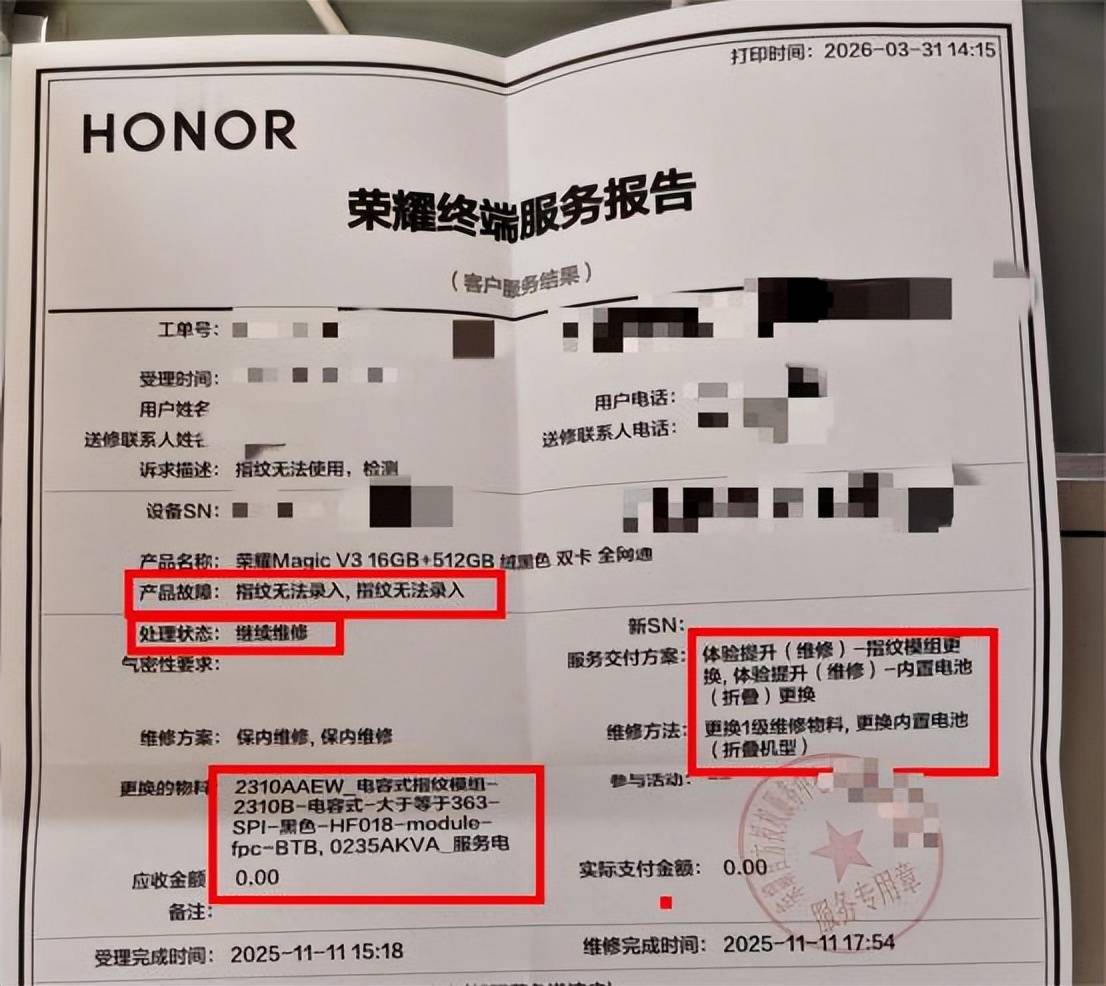 打印时间：2026-03-31 14:15
HONOR
荣耀终端服务报告
（客户服务结果）
工单号：
受理时间：
用户姓名
用户电话：
送修联系人姓名
送修联系人电话：
诉求描述：指纹无法使用，检测
设备SN：
产品名称：荣耀Magic V3 16GB+512GB 绒黑色 双卡 全网通
产品故障：指纹无法录入, 指纹无法录入
处理状态：继续维修
新SN：
气密性要求：
服务交付方案：体验提升（维修）-指纹模组更
换, 体验提升（维修）-内置电池
（折叠）更换
维修方案：保内维修, 保内维修
维修方法：更换1级维修物料, 更换内置电池
（折叠机型）
更换的物料
2310AAEW_电容式指纹模组-
2310B-电容式-大于等于363-
SPI-黑色-HF018-module-
fpc-BTB, 0235AKVA_服务电
参与活动：--
应收金额 0.00
实际支付金额：0.00
备注：
服务专用章
受理完成时间：2025-11-11 15:18
维修完成时间：2025-11-11 17:54